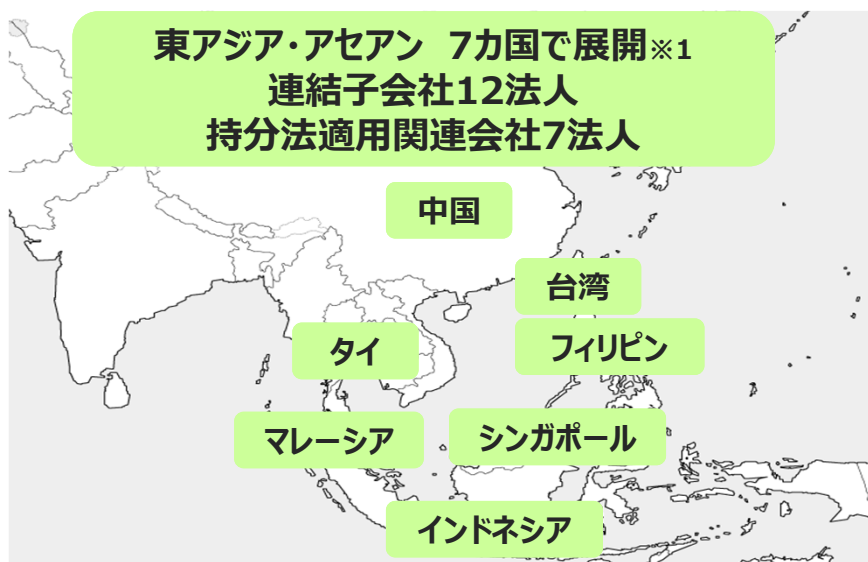 東アジア・アセアン 7カ国で展開※1
連結子会社12法人
持分法適用関連会社7法人
中国
台湾
タイ
フィリピン
マレーシア
シンガポール
インドネシア